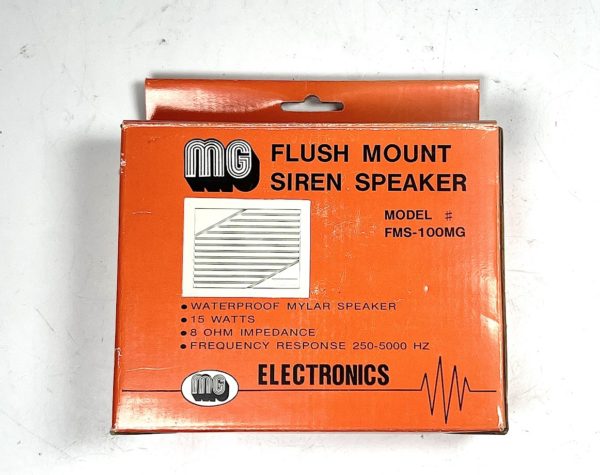 MG
FLUSH MOUNT
SIREN SPEAKER
MODEL #
FMS-100MG
• WATERPROOF MYLAR SPEAKER
• 15 WATTS
• 8 OHM IMPEDANCE
• FREQUENCY RESPONSE 250-5000 HZ
MG
ELECTRONICS